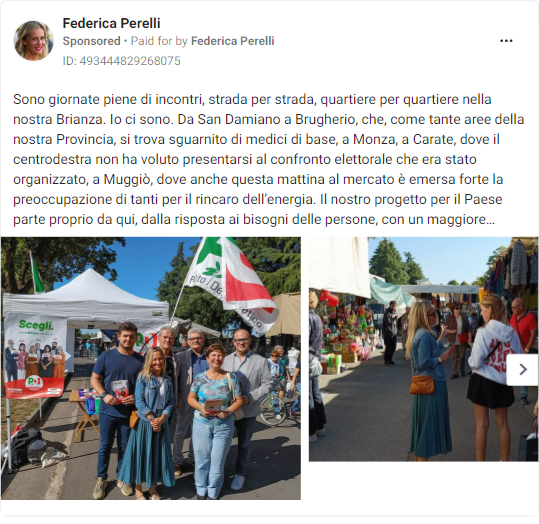 Federica Perelli
Sponsored • Paid for by Federica Perelli
ID: 493444829268075
Sono giornate piene di incontri, strada per strada, quartiere per quartiere nella
nostra Brianza. Io ci sono. Da San Damiano a Brugherio, che, come tante aree della
nostra Provincia, si trova sguarnito di medici di base, a Monza, a Carate, dove il
centrodestra non ha voluto presentarsi al confronto elettorale che era stato
organizzato, a Muggiò, dove anche questa mattina al mercato è emersa forte la
preoccupazione di tanti per il rincaro dell'energia. Il nostro progetto per il Paese
parte proprio da qui, dalla risposta ai bisogni delle persone, con un maggiore...
Scegli.
PD